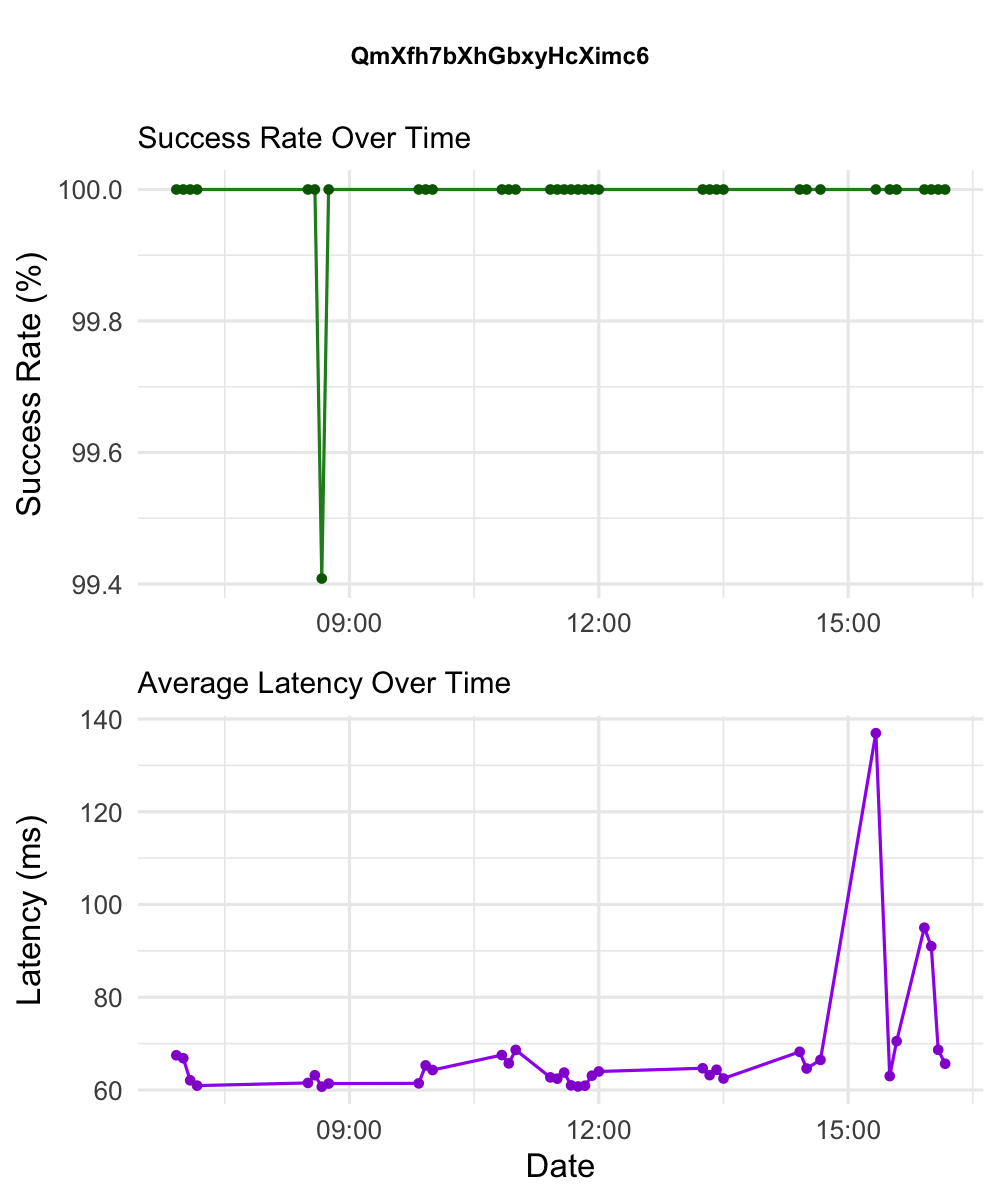 QmXfh7bXhGbxyHcXimc6
Success Rate Over Time
Success Rate (%)
100.0
99.8
99.6
99.4
09:00 12:00 15:00
Average Latency Over Time
Latency (ms)
140
120
100
80
60
09:00 12:00 15:00
Date